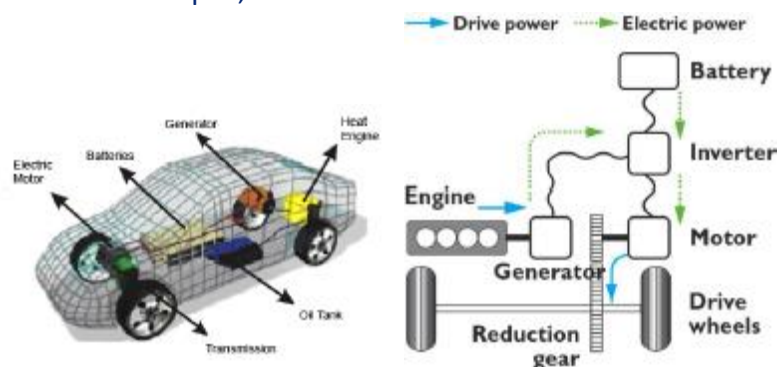 Drive power
Electric power
Battery
Generator
Heat
Engine
Batteries
Electric
Motor
Inverter
Engine
Motor
Generator
Oil Tank
Drive
wheels
Reduction
gear
Transmission